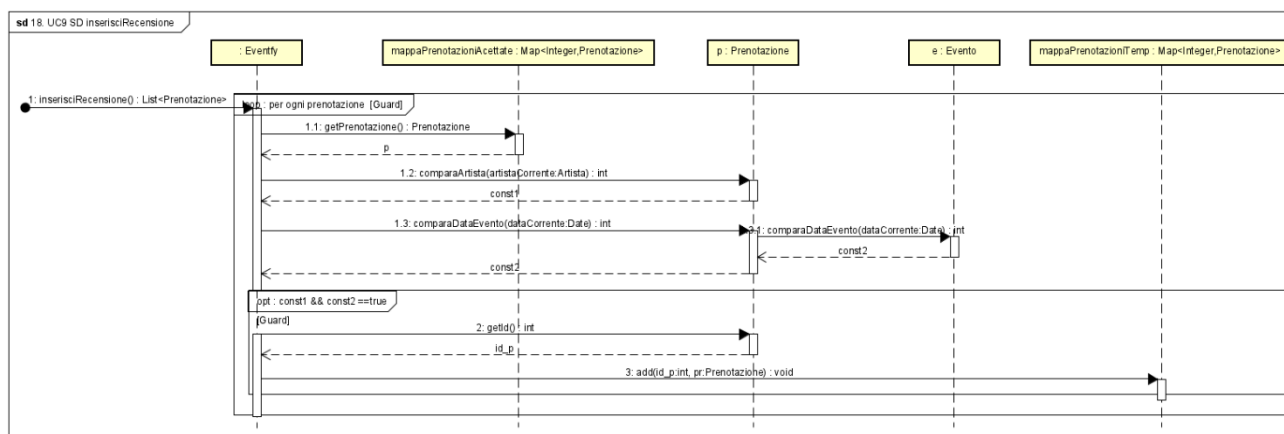 sd 18. UC9 SD inserisciRecensione
: Eventfy
mappaPrenotazioniAcettate : Map<Integer,Prenotazione>
p : Prenotazione
e : Evento
mappaPrenotazioniTemp : Map<Integer,Prenotazione>
1: inserisciRecensione() : List<Prenotazione>
loop : per ogni prenotazione [Guard]
1.1: getPrenotazione() : Prenotazione
p
1.2: comparaArtista(artistaCorrente:Artista) : int
const1
1.3: comparaDataEvento(dataCorrente:Date) : int
3.1: comparaDataEvento(dataCorrente:Date) : int
const2
const2
opt : const1 && const2 ==true
[Guard]
2: getId() : int
id_p
3: add(id_p:int, pr:Prenotazione) : void